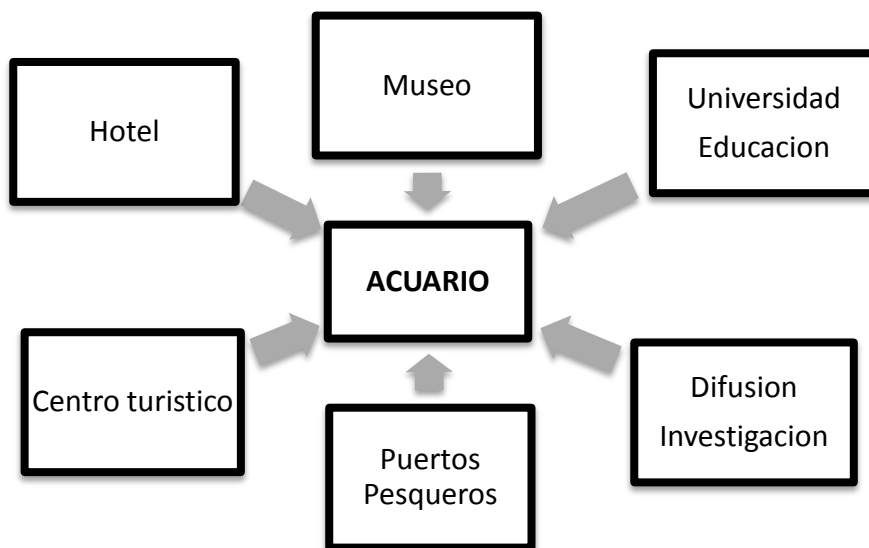 Museo
Hotel
Universidad
Educacion
ACUARIO
Centro turistico
Difusion
Investigacion
Puertos
Pesqueros